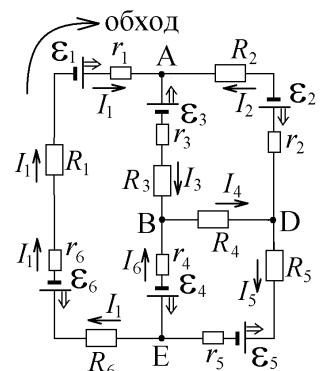 обход
ε1 r1 A R2
I1 I2 ε2
ε3
r3 r2
I1 R1 R3 I3 I4
B D
R4
I1 r6 I6 r4 I5 R5
ε6 ε4
I1 E
R6 r5 ε5